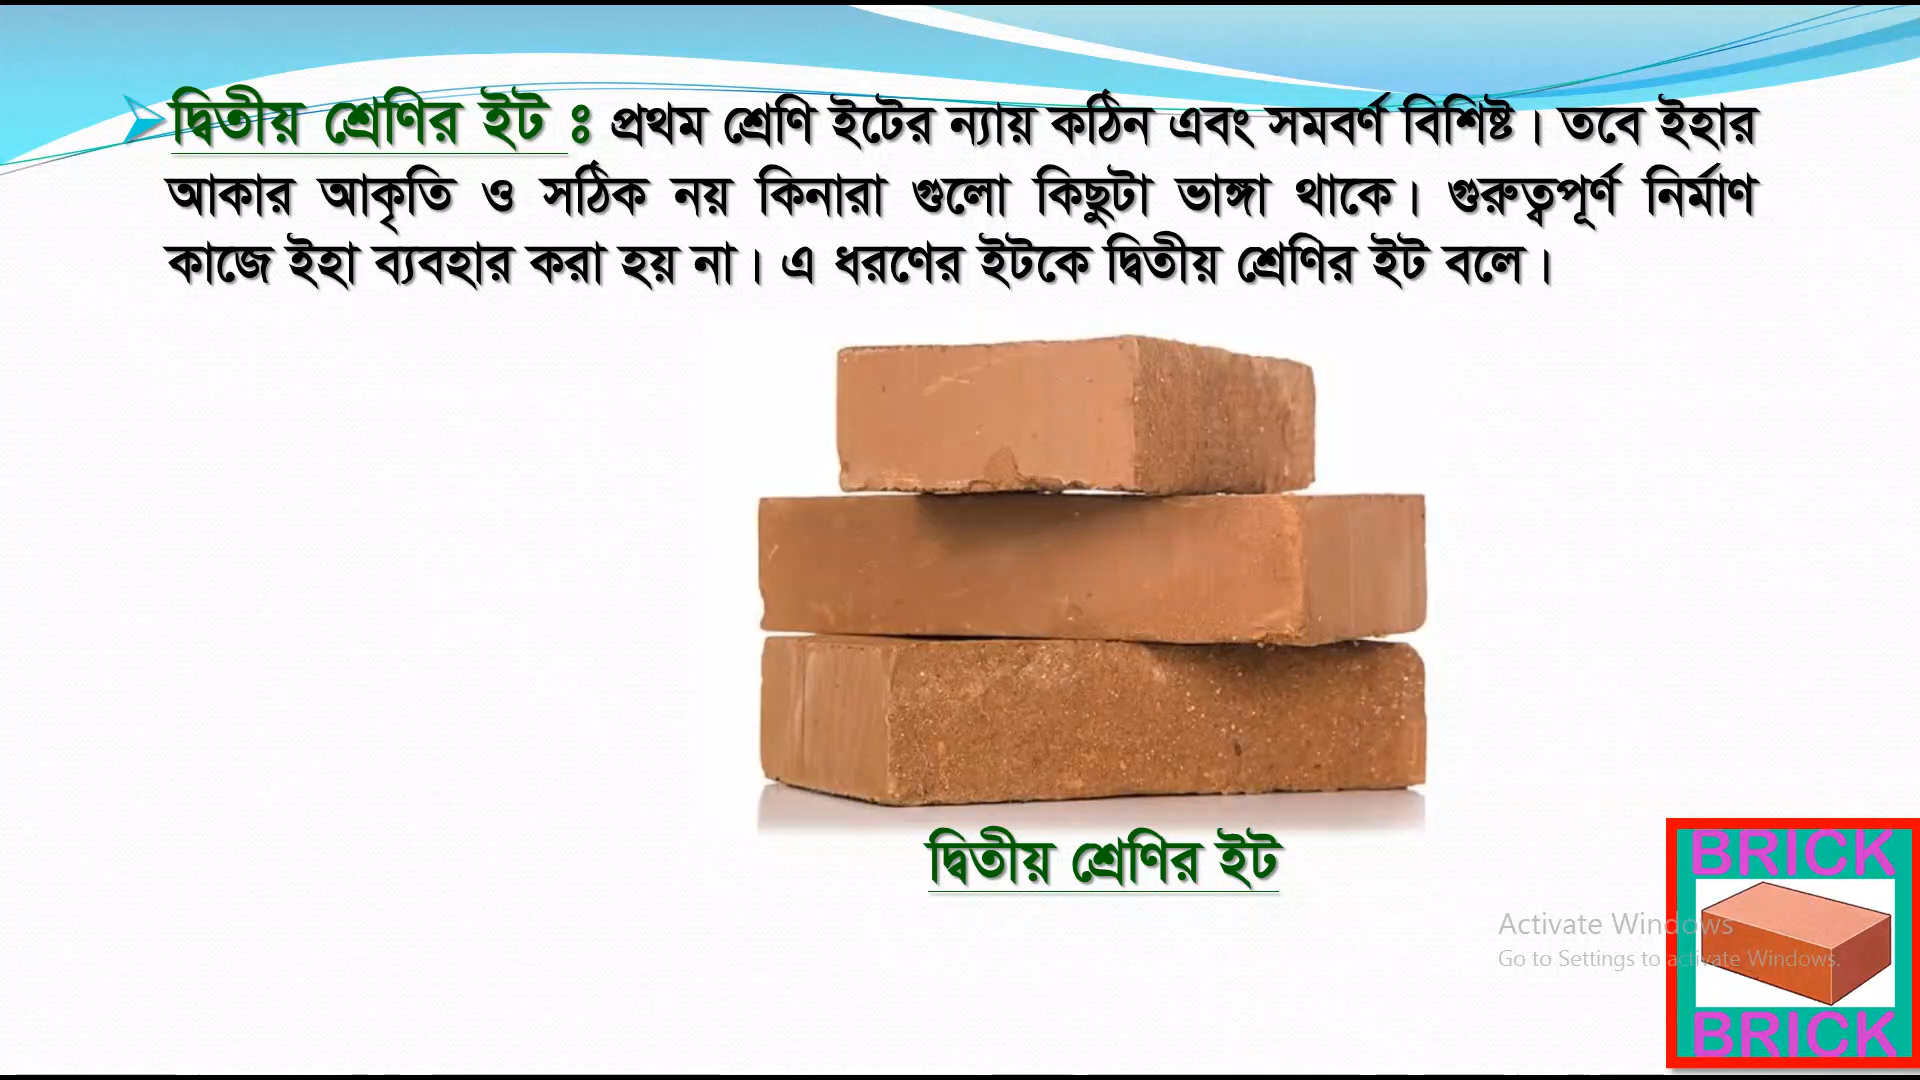 দ্বিতীয় শ্রেণির ইট ঃ প্রথম শ্রেণি ইটের ন্যায় কঠিন এবং সমবর্ণ বিশিষ্ট। তবে ইহার
আকার আকৃতি ও সঠিক নয় কিনারা গুলো কিছুটা ভাঙ্গা থাকে। গুরুত্বপূর্ণ নির্মাণ
কাজে ইহা ব্যবহার করা হয় না। এ ধরণের ইটকে দ্বিতীয় শ্রেণির ইট বলে।
দ্বিতীয় শ্রেণির ইট
BRICK
Activate Windows
Go to Settings to activate Windows.
BRICK